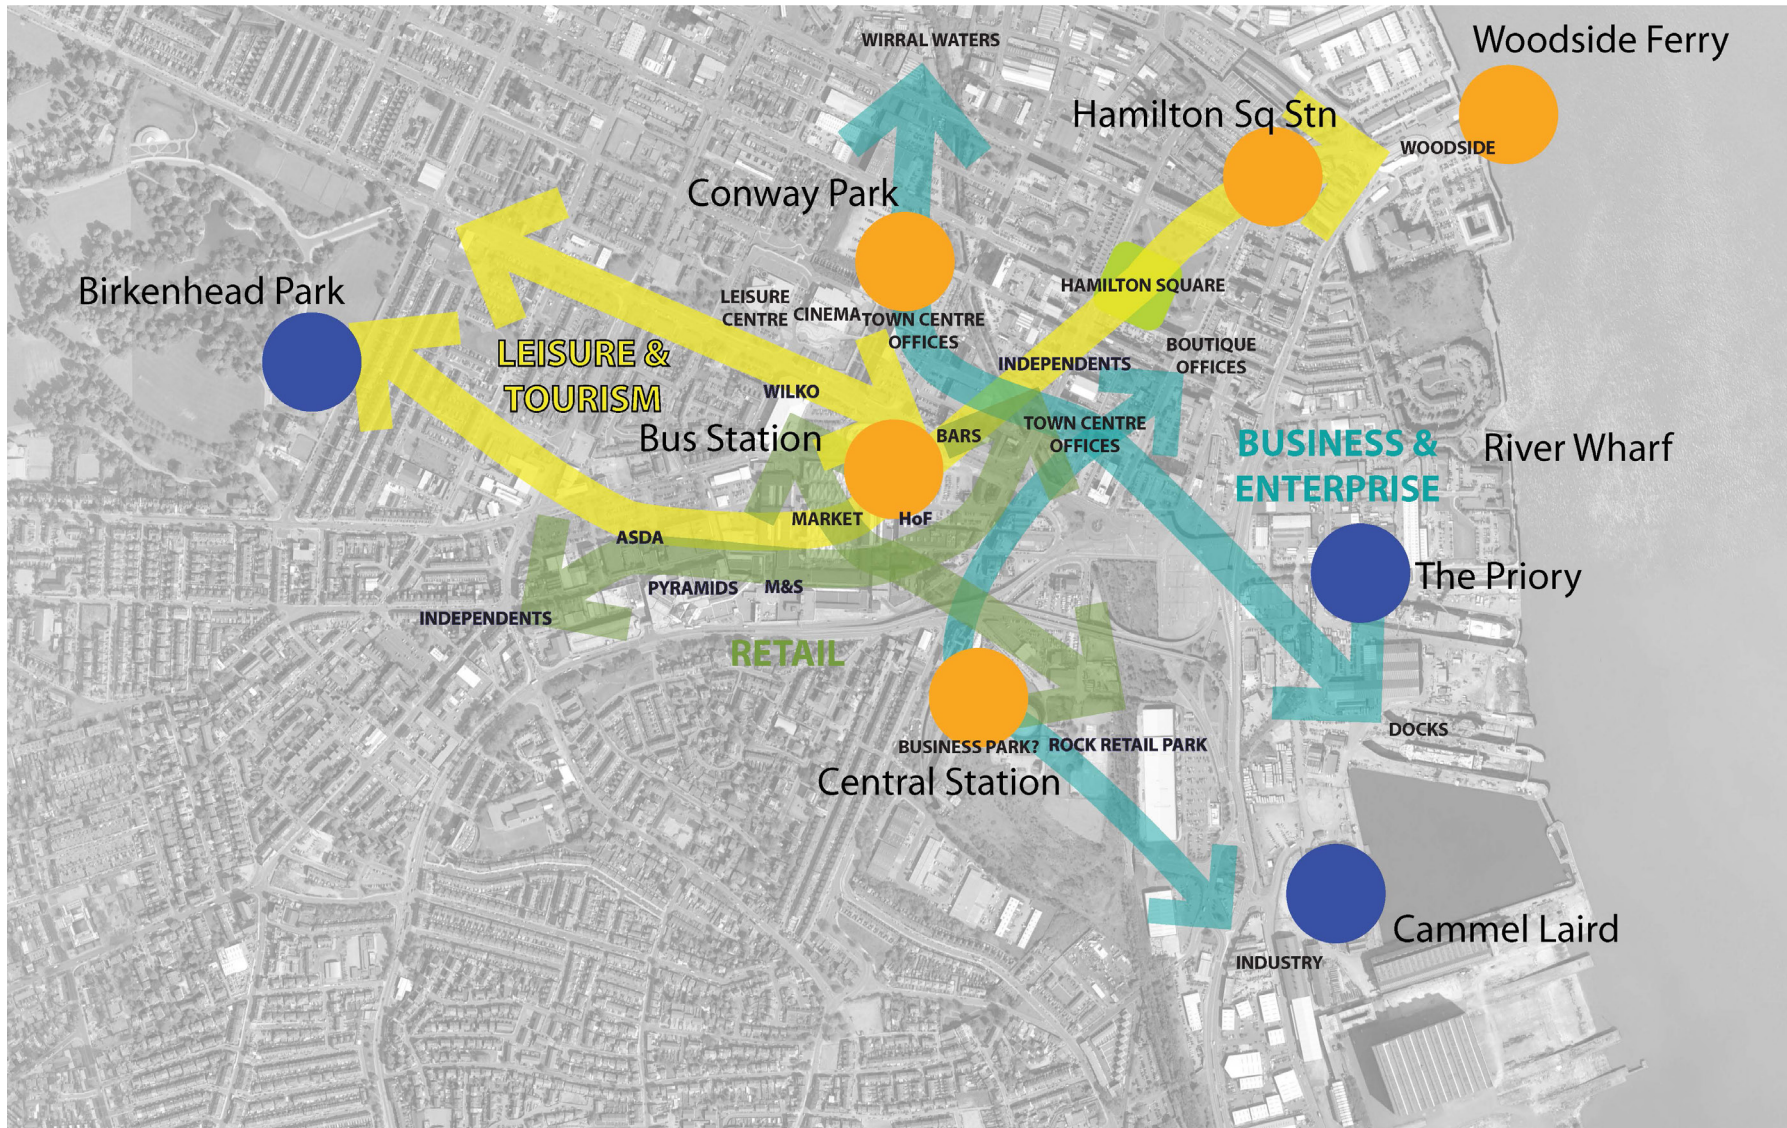 WIRRAL WATERS
Woodside Ferry
Hamilton Sq Stn
WOODSIDE
Conway Park
Birkenhead Park
HAMILTON SQUARE
LEISURE
CENTRE
CINEMA
TOWN CENTRE
OFFICES
BOUTIQUE
OFFICES
INDEPENDENTS
LEISURE &
TOURISM
WILKO
Bus Station
BARS
TOWN CENTRE
OFFICES
BUSINESS &
ENTERPRISE
River Wharf
MARKET
HoF
ASDA
PYRAMIDS
M&S
The Priory
INDEPENDENTS
RETAIL
DOCKS
BUSINESS PARK?
ROCK RETAIL PARK
Central Station
Cammel Laird
INDUSTRY